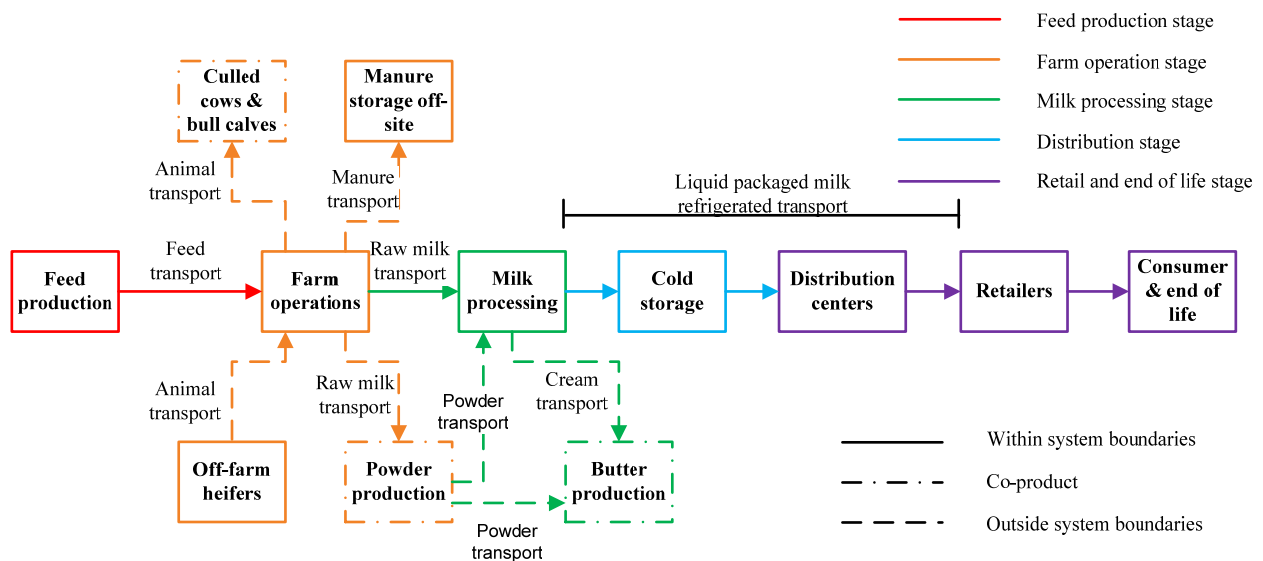 Feed production stage
Farm operation stage
Milk processing stage
Distribution stage
Retail and end of life stage
Culled
cows &
bull calves
Manure
storage off-
site
Animal
transport
Manure
transport
Liquid packaged milk
refrigerated transport
Feed
production
Feed
transport
Farm
operations
Raw milk
transport
Milk
processing
Cold
storage
Distribution
centers
Retailers
Consumer
& end of
life
Animal
transport
Raw milk
transport
Powder
transport
Cream
transport
Off-farm
heifers
Powder
production
Butter
production
Powder
transport
Within system boundaries
Co-product
Outside system boundaries